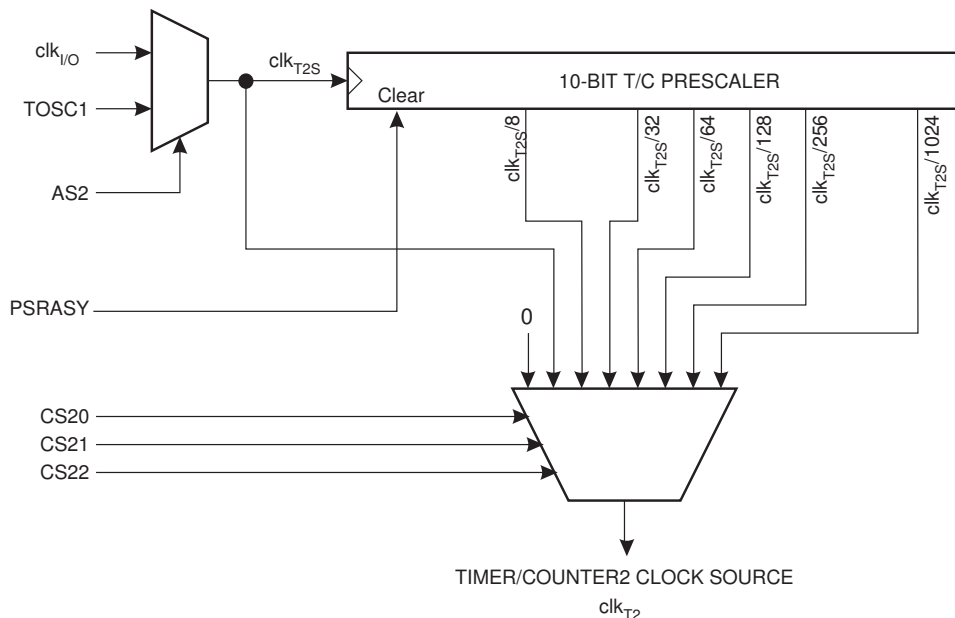 clkI/O
TOSC1
AS2
clkT2S
10-BIT T/C PRESCALER
Clear
clkT2S/8
clkT2S/32
clkT2S/64
clkT2S/128
clkT2S/256
clkT2S/1024
PSRASY
0
CS20
CS21
CS22
TIMER/COUNTER2 CLOCK SOURCE
clkT2